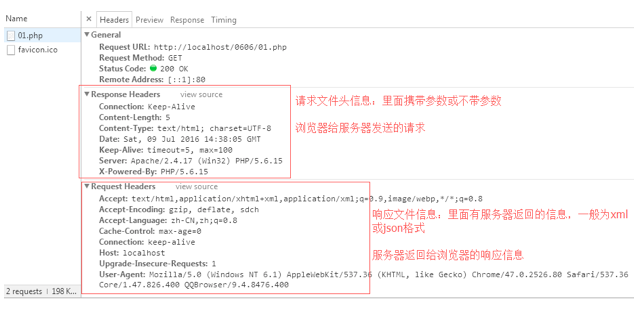 Name
× Headers Preview Response Timing
01.php
favicon.ico
▼ General
Request URL: http://localhost/0606/01.php
Request Method: GET
Status Code: 200 OK
Remote Address: [::1]:80
▼ Response Headers view source
Connection: Keep-Alive
Content-Length: 5
Content-Type: text/html; charset=UTF-8
Date: Sat, 09 Jul 2016 14:38:05 GMT
Keep-Alive: timeout=5, max=100
Server: Apache/2.4.17 (Win32) PHP/5.6.15
X-Powered-By: PHP/5.6.15
请求文件头信息：里面携带参数或不带参数
浏览器给服务器发送的请求
▼ Request Headers view source
Accept: text/html,application/xhtml+xml,application/xml;q=0.9,image/webp,*/*;q=0.8
Accept-Encoding: gzip, deflate, sdch
Accept-Language: zh-CN,zh;q=0.8
Cache-Control: max-age=0
Connection: keep-alive
Host: localhost
Upgrade-Insecure-Requests: 1
User-Agent: Mozilla/5.0 (Windows NT 6.1) AppleWebKit/537.36 (KHTML, like Gecko) Chrome/47.0.2526.80 Safari/537.36
Core/1.47.826.400 QQBrowser/9.4.8476.400
响应文件信息：里面有服务器返回的信息，一般为xml
或json格式
服务器返回给浏览器的响应信息
2 requests | 198 K...